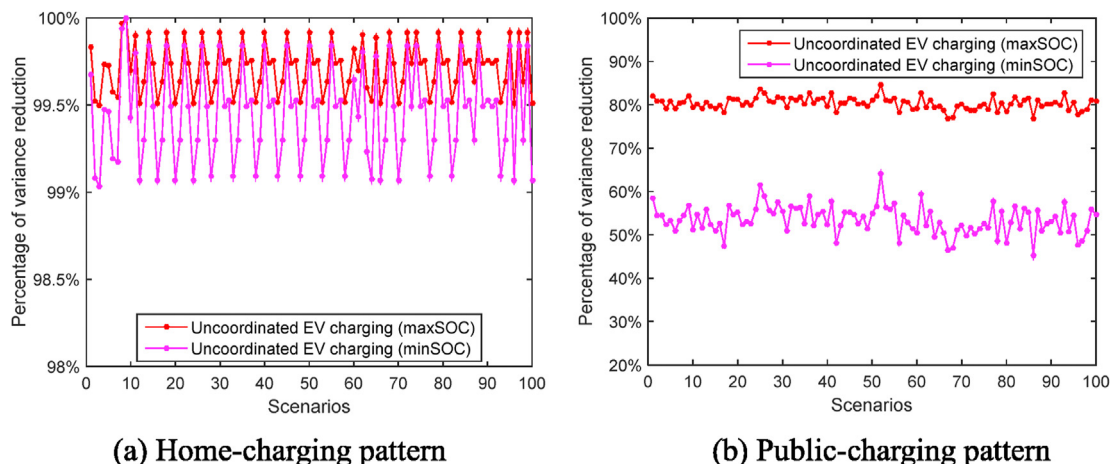 Percentage of variance reduction
100%
99.5%
99%
98.5%
98%
Uncoordinated EV charging (maxSOC)
Uncoordinated EV charging (minSOC)
0 10 20 30 40 50 60 70 80 90 100
Scenarios
(a) Home-charging pattern
Percentage of variance reduction
100%
90%
80%
70%
60%
50%
40%
30%
20%
Uncoordinated EV charging (maxSOC)
Uncoordinated EV charging (minSOC)
0 10 20 30 40 50 60 70 80 90 100
Scenarios
(b) Public-charging pattern